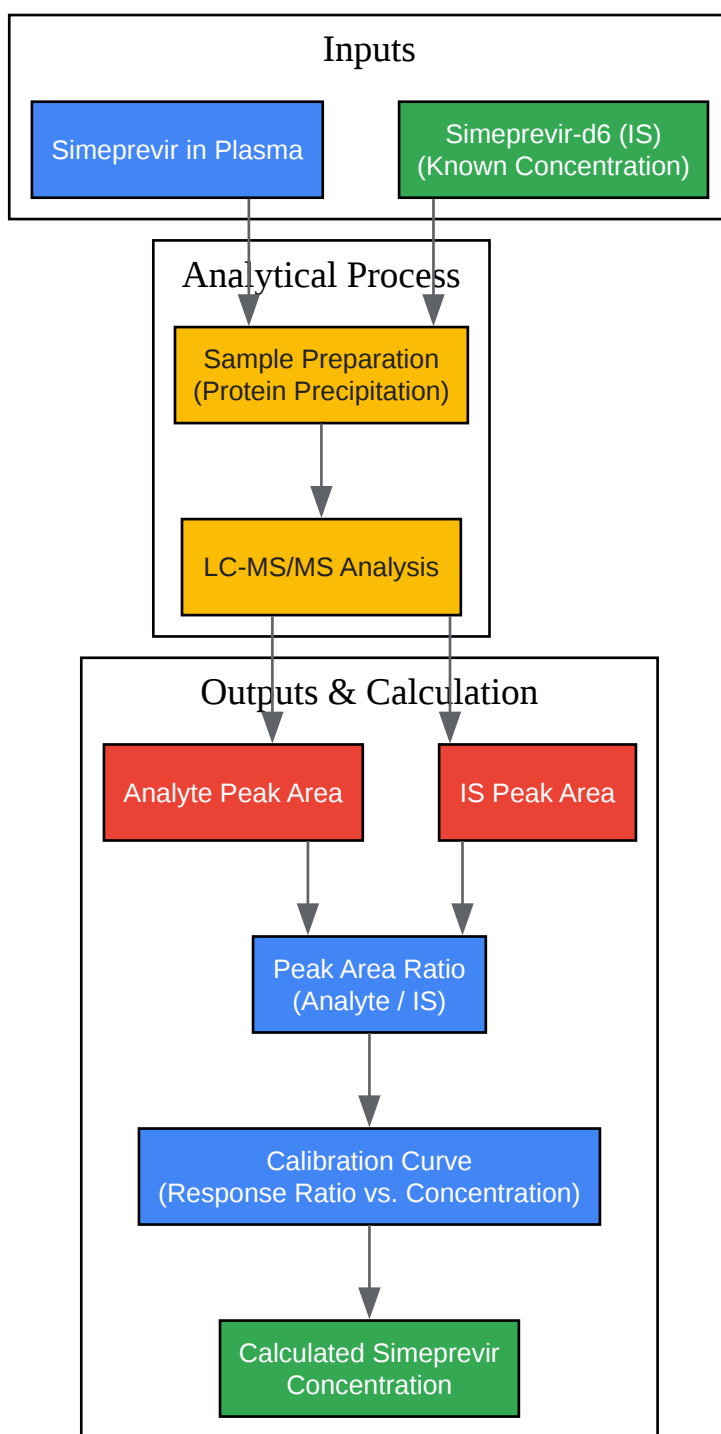 Inputs
Simeprevir in Plasma
Simeprevir-d6 (IS)
(Known Concentration)
Analytical Process
Sample Preparation
(Protein Precipitation)
LC-MS/MS Analysis
Outputs & Calculation
Analyte Peak Area
IS Peak Area
Peak Area Ratio
(Analyte / IS)
Calibration Curve
(Response Ratio vs. Concentration)
Calculated Simeprevir
Concentration